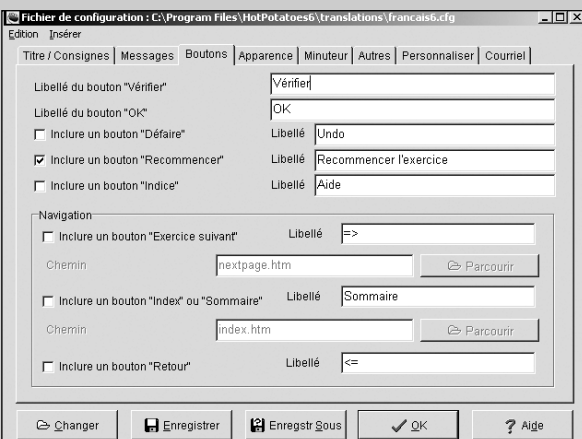 Fichier de configuration : C:\Program Files\HotPotatoes6\translations\francais6.cfg
Edition Insérer
Titre / Consignes Messages Boutons Apparence Minuteur Autres Personnaliser Courriel
Libellé du bouton "Vérifier" Vérifier
Libellé du bouton "OK" OK
Inclure un bouton "Défaire" Libellé Undo
Inclure un bouton "Recommencer" Libellé Recommencer l'exercice
Inclure un bouton "Indice" Libellé Aide
Navigation
Inclure un bouton "Exercice suivant" Libellé =>
Chemin nextpage.htm Parcourir
Inclure un bouton "Index" ou "Sommaire" Libellé Sommaire
Chemin index.htm Parcourir
Inclure un bouton "Retour" Libellé <=
Changer Enregistrer Enregstr Sous OK Aide